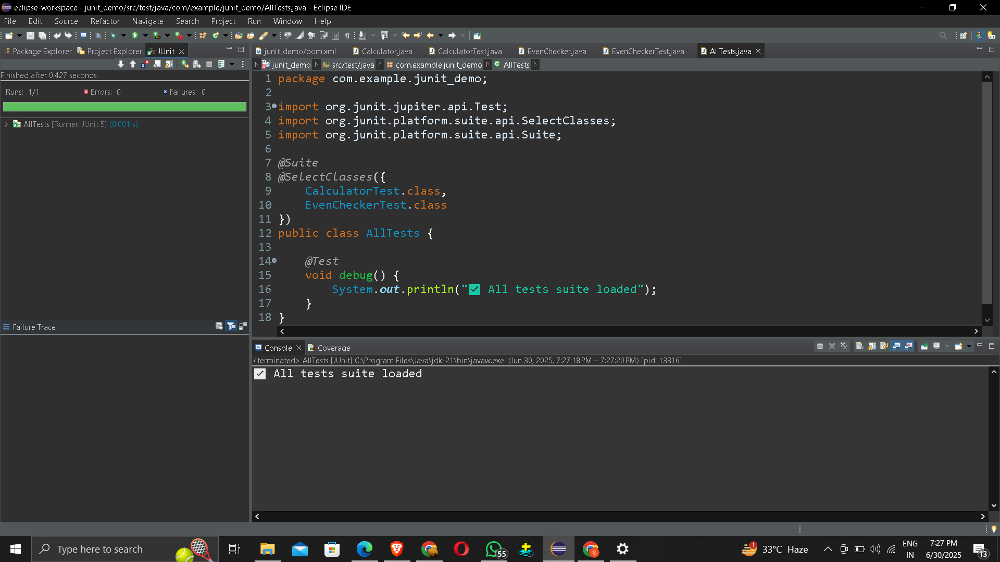 eclipse-workspace - junit_demo/src/test/java/com/example/junit_demo/AllTests.java - Eclipse IDE
File Edit Source Refactor Navigate Search Project Run Window Help
Package Explorer Project Explorer JUnit
Finished after 0.427 seconds
Runs: 1/1 Errors: 0 Failures: 0
AllTests [Runner: JUnit 5] (0.001 s)
Failure Trace
junit_demo/pom.xml Calculator.java CalculatorTest.java EvenChecker.java EvenCheckerTest.java AllTests.java
junit_demo src/test/java com.example.junit_demo AllTests
1 package com.example.junit_demo;
2
3 import org.junit.jupiter.api.Test;
4 import org.junit.platform.suite.api.SelectClasses;
5 import org.junit.platform.suite.api.Suite;
6
7 @Suite
8 @SelectClasses({
9 CalculatorTest.class,
10 EvenCheckerTest.class
11 })
12 public class AllTests {
13
14 @Test
15 void debug() {
16 System.out.println("✅ All tests suite loaded");
17 }
18 }
Console Coverage
<terminated> AllTests [JUnit] C:\Program Files\Java\jdk-21\bin\javaw.exe (Jun 30, 2025, 7:27:18 PM – 7:27:20 PM) [pid: 13316]
✅ All tests suite loaded
Type here to search
55
1
33°C Haze
ENG
IN
7:27 PM
6/30/2025
13